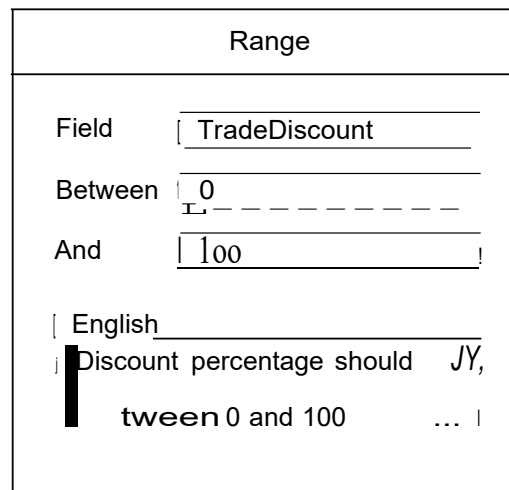 Range
Field TradeDiscount
Between 0
And 100
English
Discount percentage should
tween 0 and 100 ...